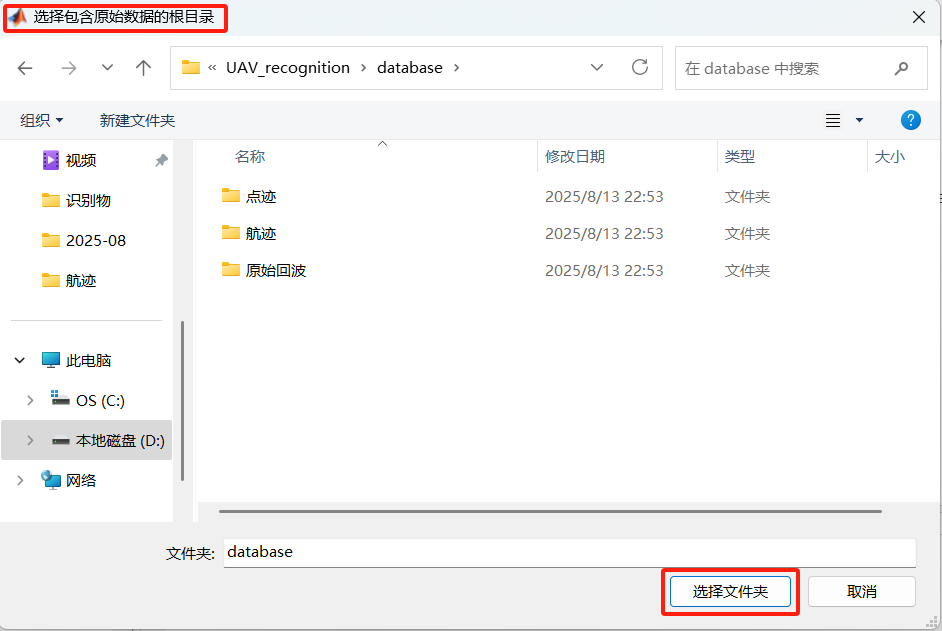 选择包含原始数据的根目录
« UAV_recognition › database ›
在 database 中搜索
组织
新建文件夹
?
视频
识别物
2025-08
航迹
此电脑
OS (C:)
本地磁盘 (D:)
网络
名称 修改日期 类型 大小
点迹 2025/8/13 22:53 文件夹
航迹 2025/8/13 22:53 文件夹
原始回波 2025/8/13 22:53 文件夹
文件夹: database
选择文件夹 取消